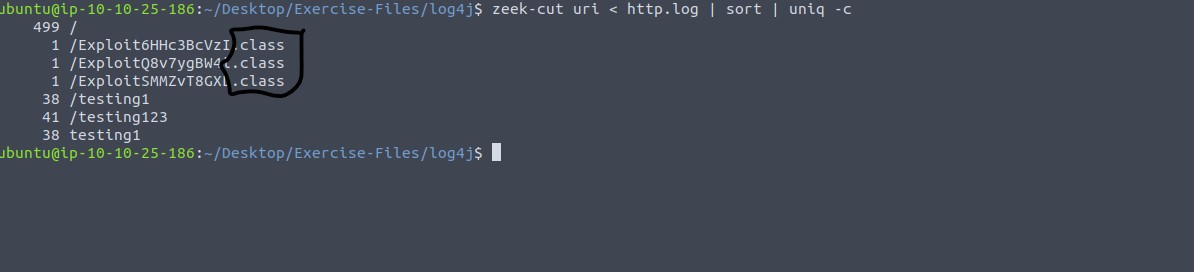 ubuntu@ip-10-10-25-186:~/Desktop/Exercise-Files/log4j$ zeek-cut uri < http.log | sort | uniq -c
499 /
1 /Exploit6HHc3BcVzI.class
1 /ExploitQ8v7ygBW4i.class
1 /ExploitSMMZvT8GXL.class
38 /testing1
41 /testing123
38 testing1
ubuntu@ip-10-10-25-186:~/Desktop/Exercise-Files/log4j$